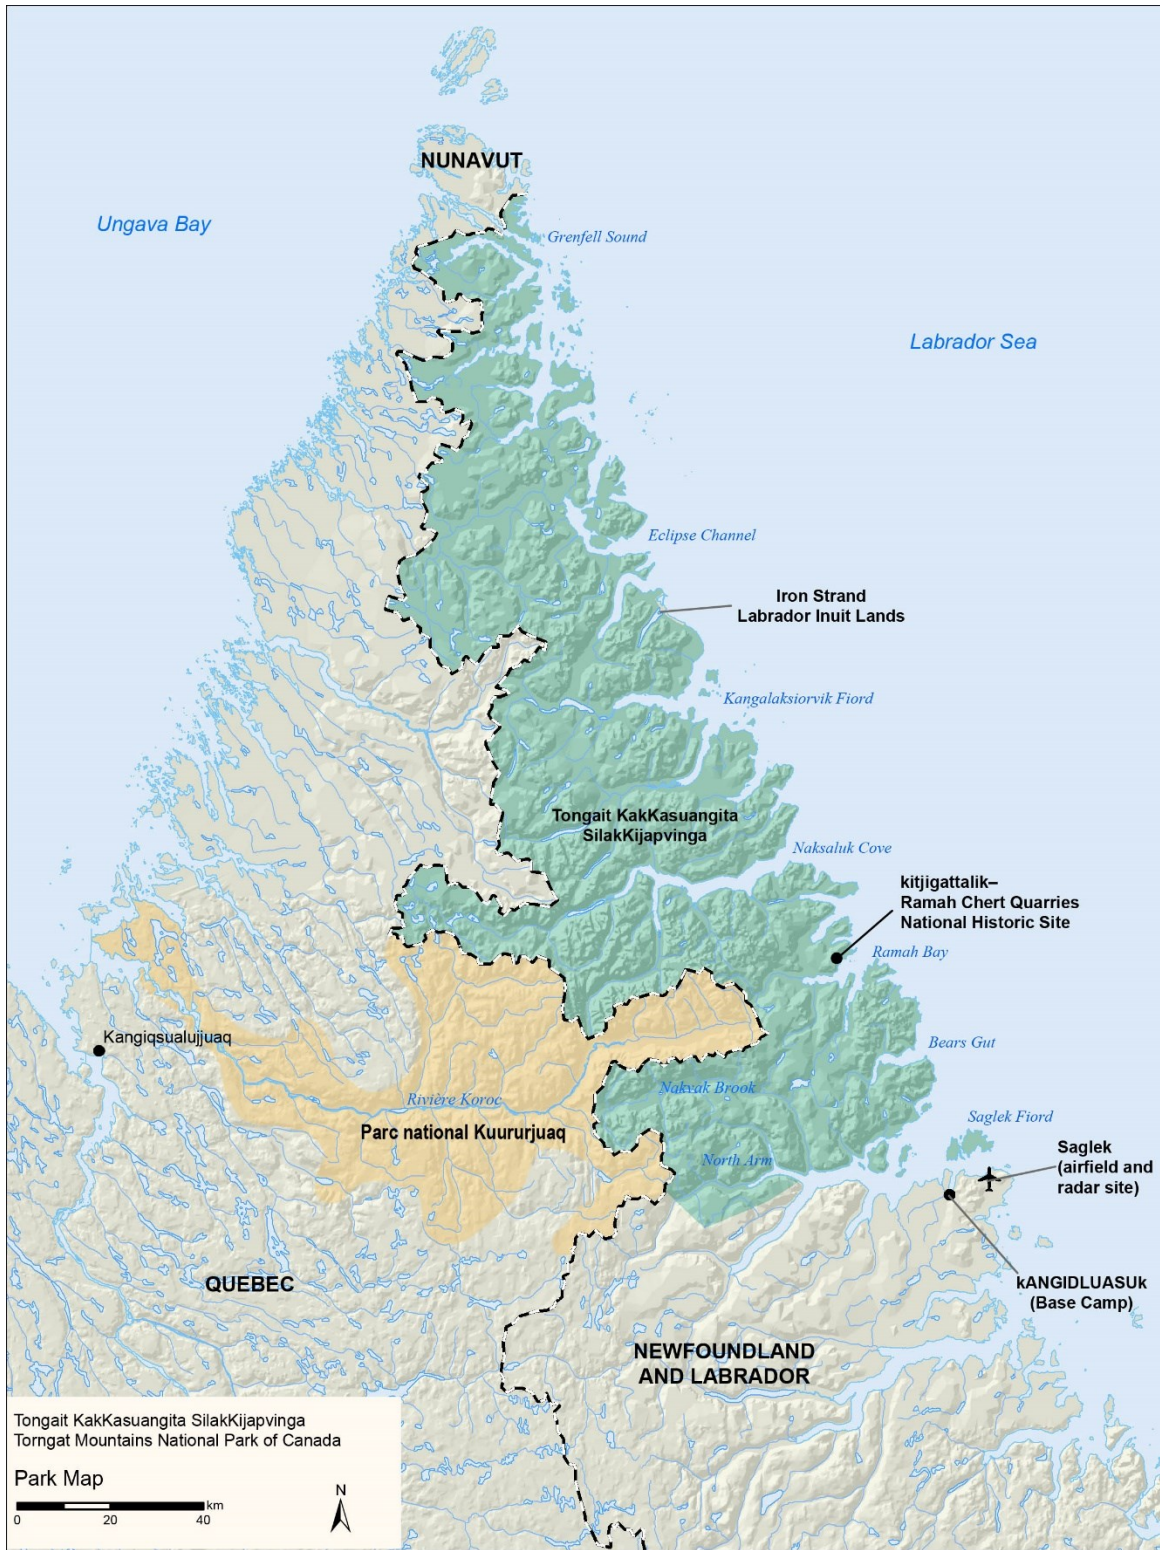 NUNAVUT
Ungava Bay
Grenfell Sound
Labrador Sea
Eclipse Channel
Iron Strand
Labrador Inuit Lands
Kangalaksiorvik Fiord
Tongait KakKasuangita
SilakKijapvinga
Naksaluk Cove
kitjigattalik–
Ramah Chert Quarries
National Historic Site
Ramah Bay
Kangiqsualujjuaq
Bears Gut
Nakvak Brook
Rivière Koroc
Parc national Kuururjuaq
Saglek Fiord
North Arm
Saglek
(airfield and
radar site)
QUEBEC
kANGIDLUASUk
(Base Camp)
NEWFOUNDLAND
AND LABRADOR
Tongait KakKasuangita SilakKijapvinga
Torngat Mountains National Park of Canada
Park Map
N
km
0 20 40